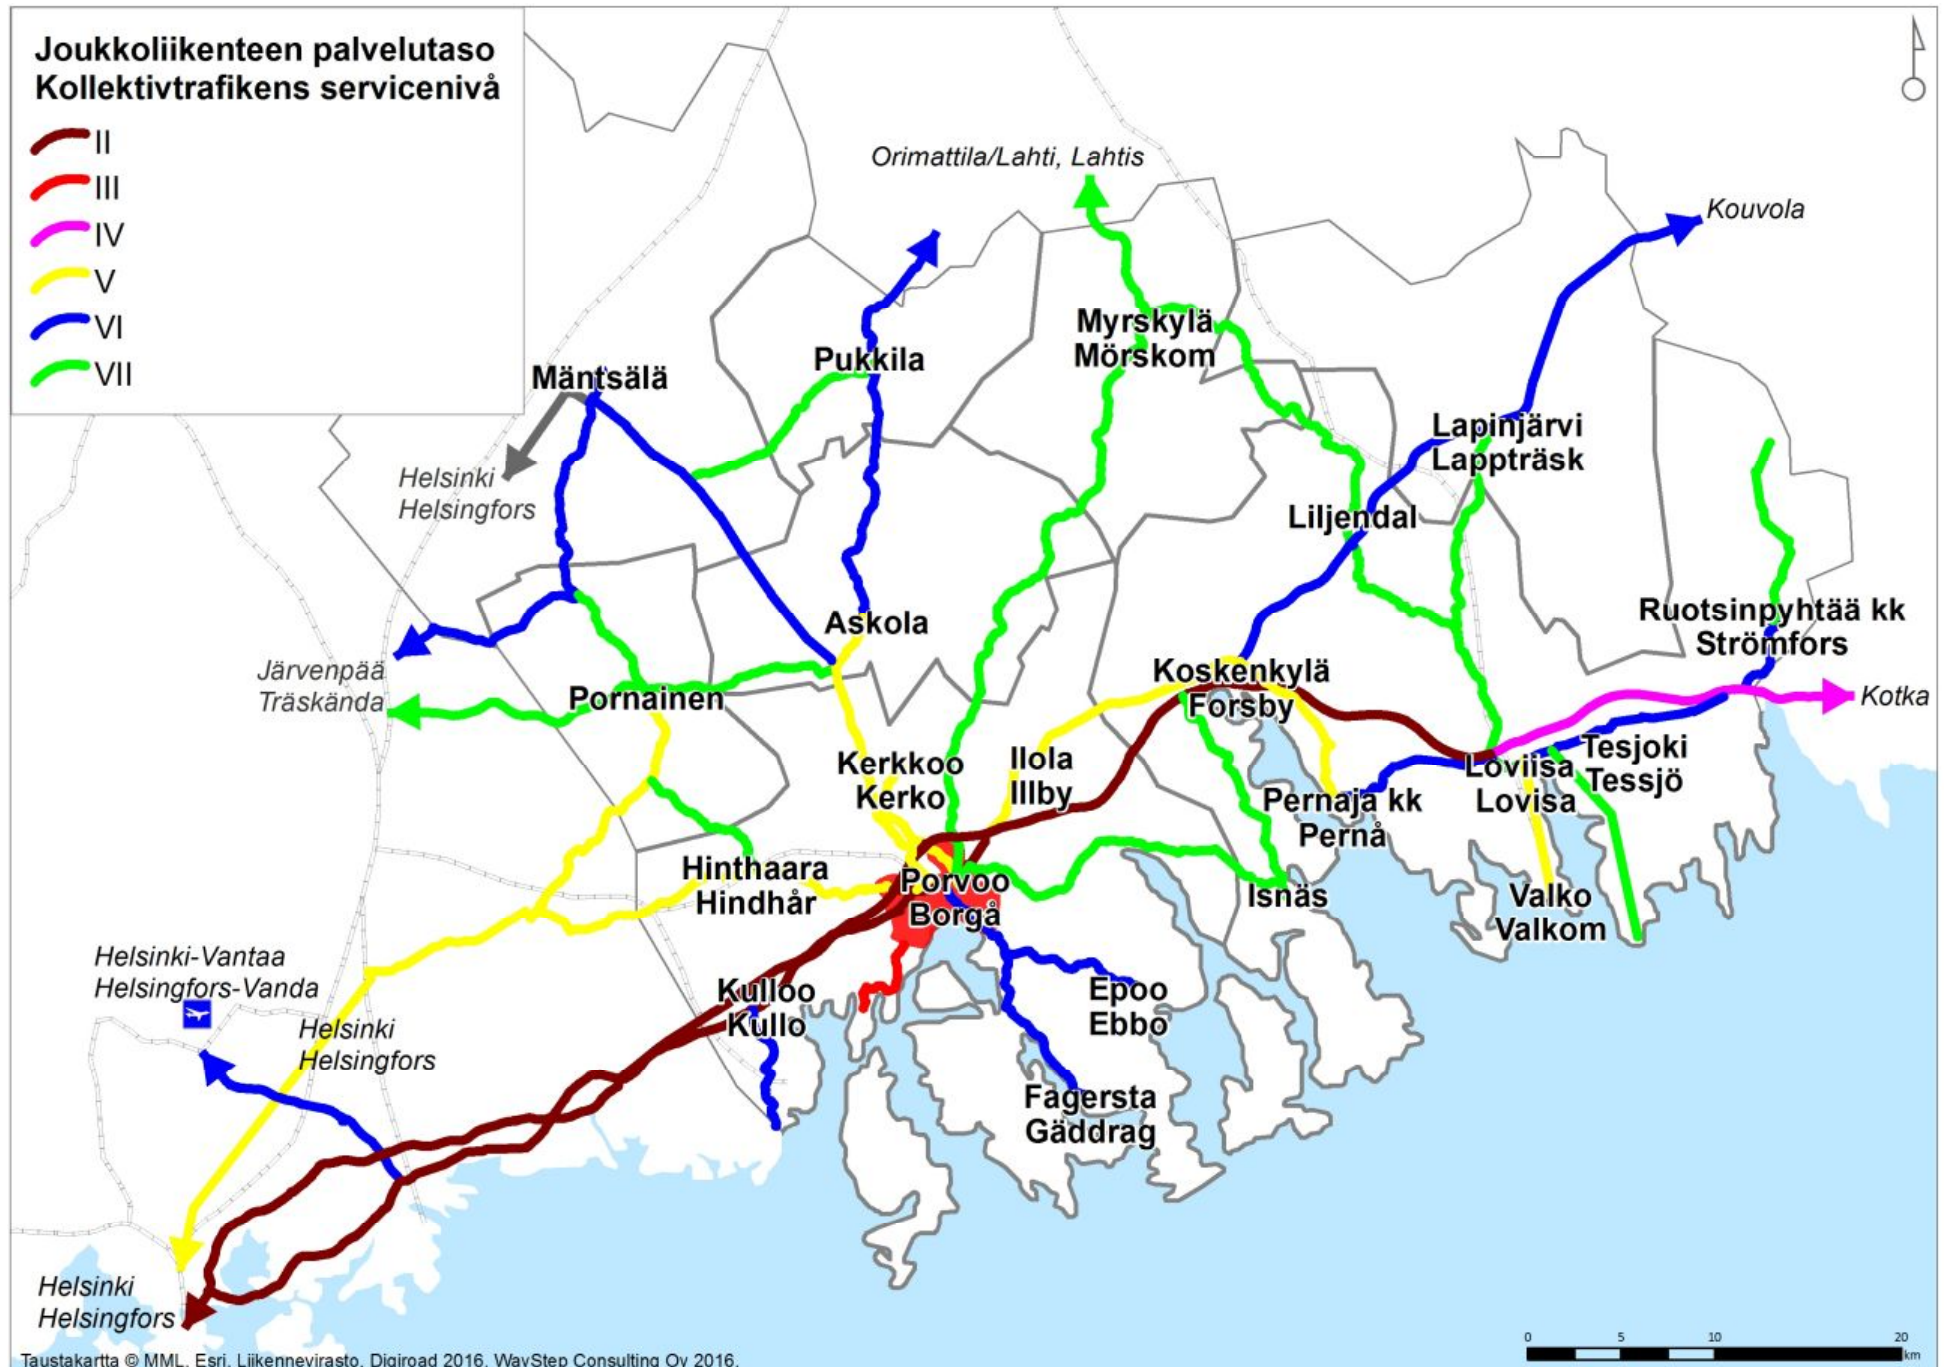 Joukkoliikenteen palvelutaso
Kollektivtrafikens servicenivå
II
III
IV
V
VI
VII
Orimattila/Lahti, Lahtis
Kouvola
Myrskylä
Mörskom
Pukkila
Mäntsälä
Lapinjärvi
Lappträsk
Helsinki
Helsingfors
Liljendal
Ruotsinpyhtää kk
Strömfors
Askola
Koskenkylä
Forsby
Järvenpää
Träskända
Pornainen
Kotka
Kerkkoo
Kerko
Ilola
Illby
Tesjoki
Tessjö
Loviisa
Lovisa
Pernaja kk
Pernå
Hinthaara
Hindhår
Porvoo
Borgå
Isnäs
Valko
Valkom
Helsinki-Vantaa
Helsingfors-Vanda
Kulloo
Kullo
Epoo
Ebbo
Helsinki
Helsingfors
Fagersta
Gäddrag
Helsinki
Helsingfors
0 5 10 20
km
Taustakartta © MML, Esri, Liikennevirasto, Digiroad 2016, WayStep Consulting Oy 2016.